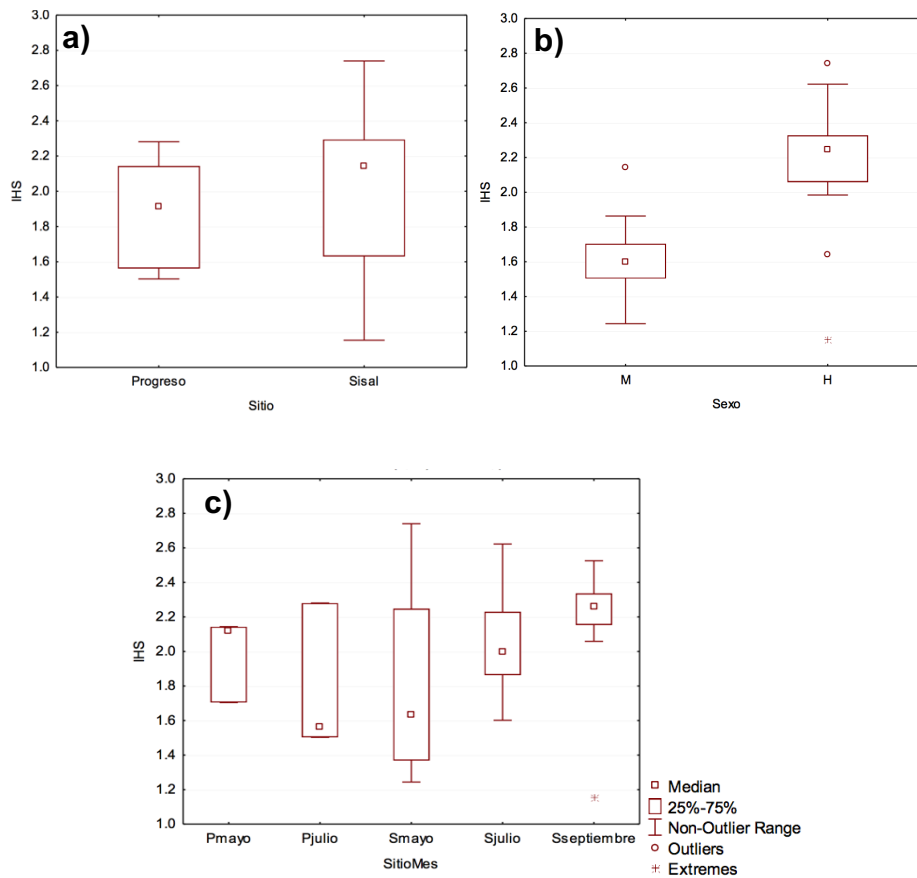 a)
3.0
2.8
2.6
2.4
2.2
2.0
1.8
1.6
1.4
1.2
1.0
IHS
Progreso Sisal
Sitio
b)
3.0
2.8
2.6
2.4
2.2
2.0
1.8
1.6
1.4
1.2
1.0
IHS
M H
Sexo
c)
3.0
2.8
2.6
2.4
2.2
2.0
1.8
1.6
1.4
1.2
1.0
IHS
Pmayo Pjulio Smayo Sjulio Sseptiembre
SitioMes
Median
25%-75%
Non-Outlier Range
Outliers
Extremes